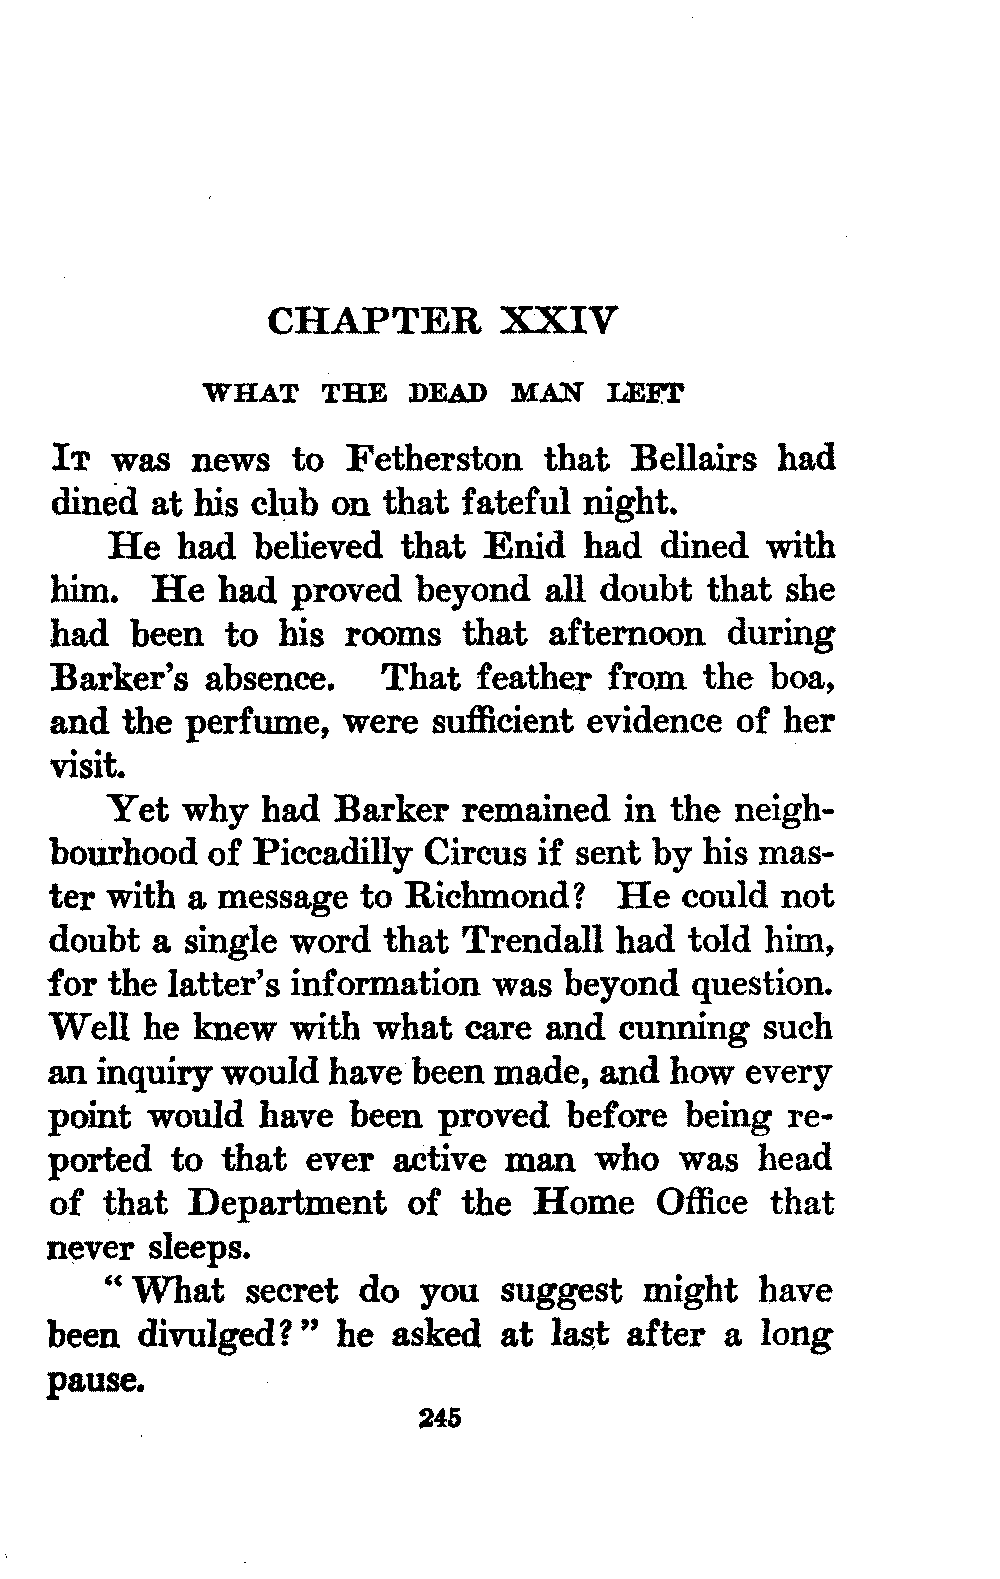 CHAPTER XXIV
WHAT THE DEAD MAN LEFT
IT was news to Fetherston that Bellairs had
dined at his club on that fateful night.
He had believed that Enid had dined with
him. He had proved beyond all doubt that she
had been to his rooms that afternoon during
Barker's absence. That feather from the boa,
and the perfume, were sufficient evidence of her
visit.
Yet why had Barker remained in the neigh-
bourhood of Piccadilly Circus if sent by his mas-
ter with a message to Richmond? He could not
doubt a single word that Trendall had told him,
for the latter's information was beyond question.
Well he knew with what care and cunning such
an inquiry would have been made, and how every
point would have been proved before being re-
ported to that ever active man who was head
of that Department of the Home Office that
never sleeps.
“What secret do you suggest might have
been divulged?” he asked at last after a long
pause.
245